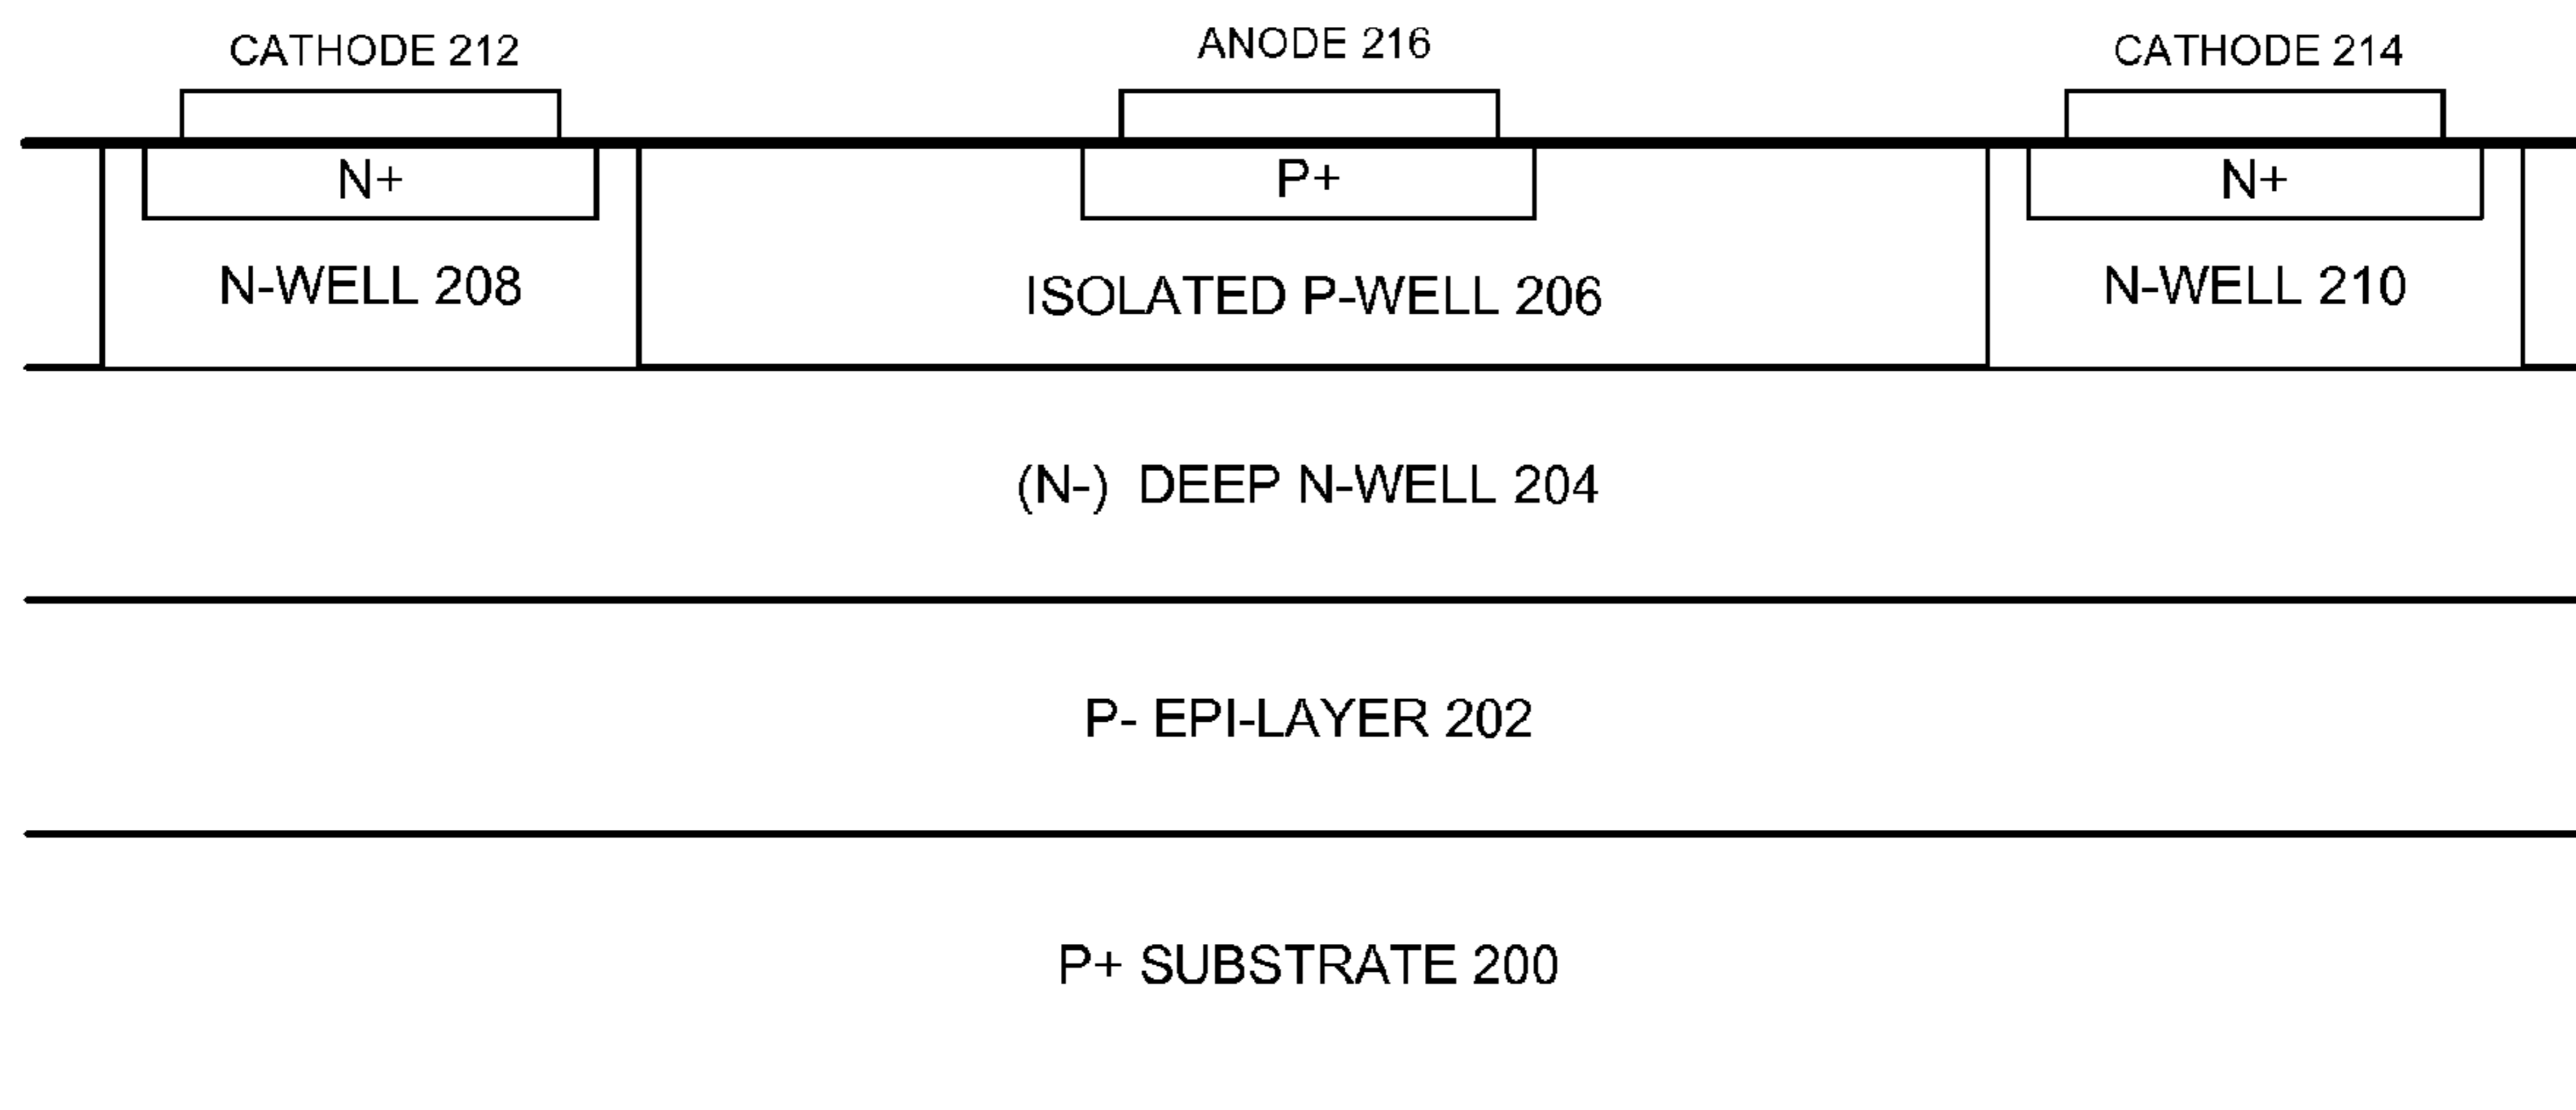 CATHODE 212
ANODE 216
CATHODE 214
N+
P+
N+
N-WELL 208
ISOLATED P-WELL 206
N-WELL 210
(N-) DEEP N-WELL 204
P- EPI-LAYER 202
P+ SUBSTRATE 200